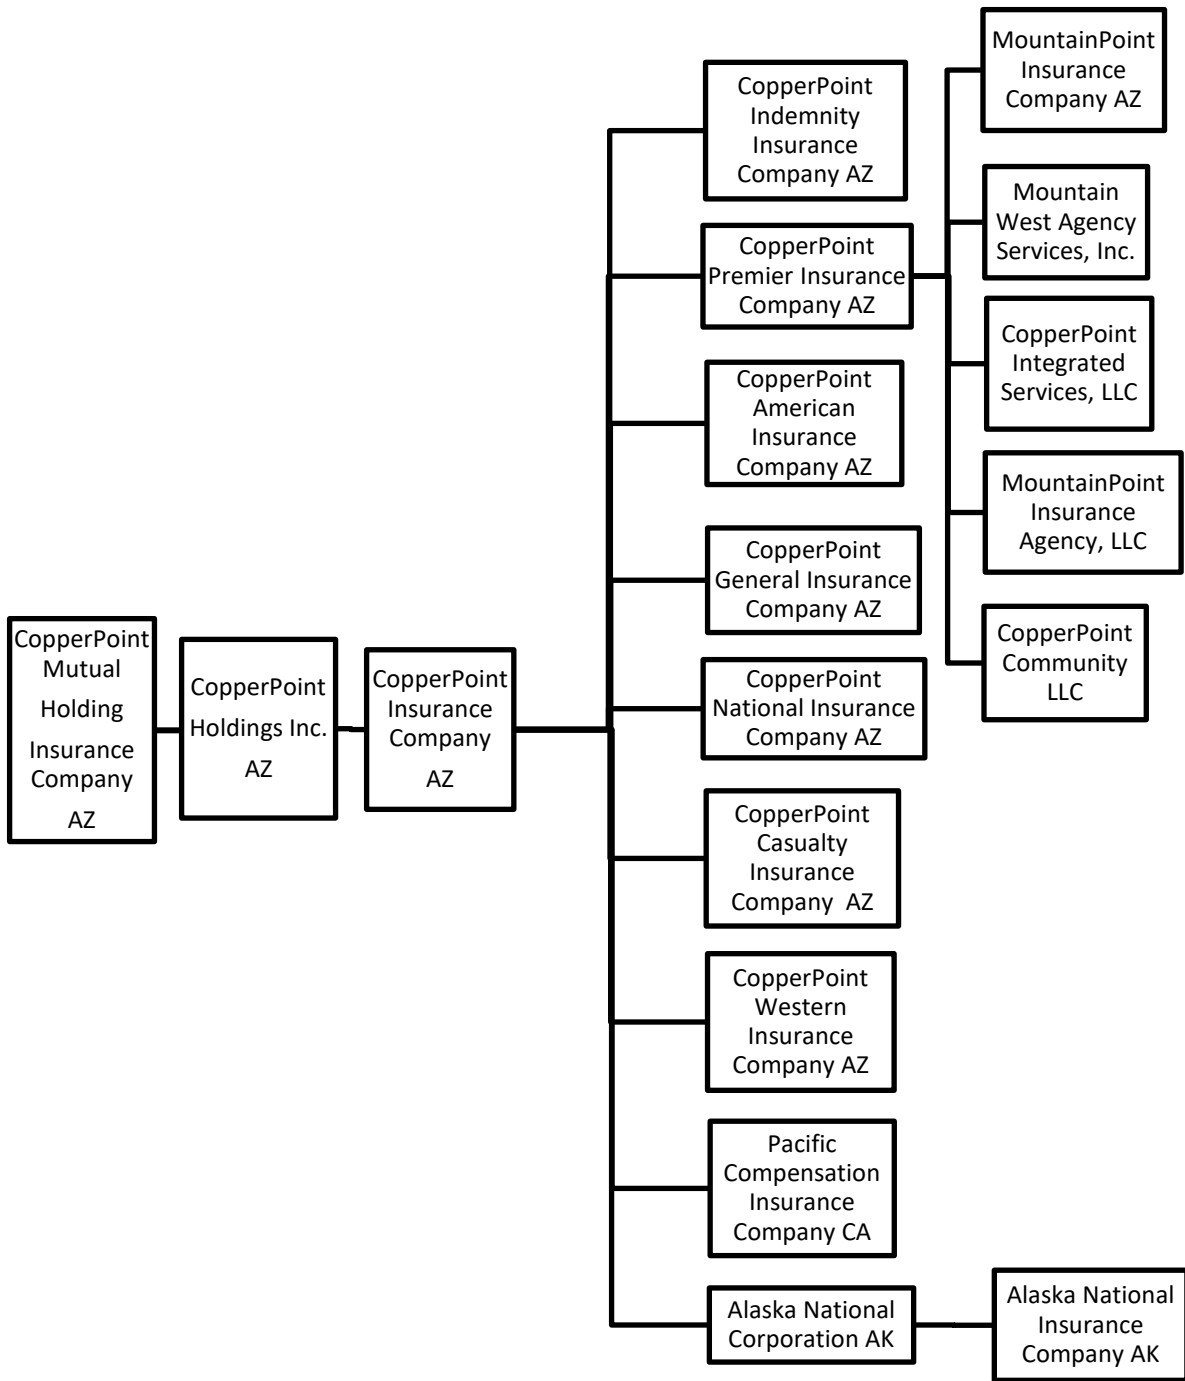 CopperPoint
Mutual
Holding
Insurance
Company
AZ
CopperPoint
Holdings Inc.
AZ
CopperPoint
Insurance
Company
AZ
CopperPoint
Indemnity
Insurance
Company AZ
CopperPoint
Premier Insurance
Company AZ
CopperPoint
American
Insurance
Company AZ
CopperPoint
General Insurance
Company AZ
CopperPoint
National Insurance
Company AZ
CopperPoint
Casualty
Insurance
Company  AZ
CopperPoint
Western
Insurance
Company AZ
Pacific
Compensation
Insurance
Company CA
Alaska National
Corporation AK
MountainPoint
Insurance
Company AZ
Mountain
West Agency
Services, Inc.
CopperPoint
Integrated
Services, LLC
MountainPoint
Insurance
Agency, LLC
CopperPoint
Community
LLC
Alaska National
Insurance
Company AK